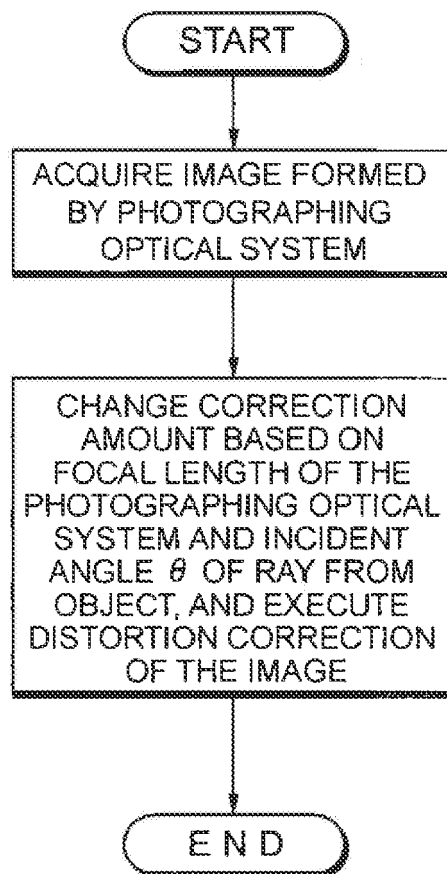 START
ACQUIRE IMAGE FORMED
BY PHOTOGRAPHING
OPTICAL SYSTEM
CHANGE CORRECTION
AMOUNT BASED ON
FOCAL LENGTH OF THE
PHOTOGRAPHING OPTICAL
SYSTEM AND INCIDENT
ANGLE θ OF RAY FROM
OBJECT, AND EXECUTE
DISTORTION CORRECTION
OF THE IMAGE
E N D